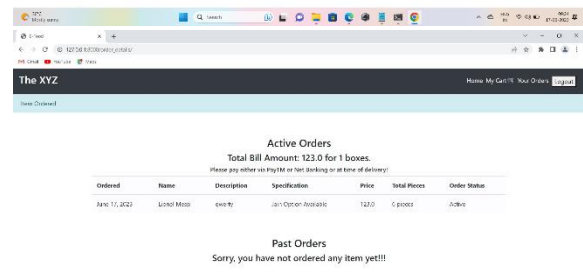 Mostly sunny
Search
127.0.0.1:8000/order_details/
Gmail YouTube Maps
The XYZ
Home My Cart Your Orders Logout
Item Ordered
Active Orders
Total Bill Amount: 123.0 for 1 boxes.
Please pay either via PayTM or Net Banking or at time of delivery!
Ordered Name Description Specification Price Total Pieces Order Status
June 17, 2023 Lionel Messi qwerty Jain Option Available 123.0 6 pieces Active
Past Orders
Sorry, you have not ordered any item yet!!!